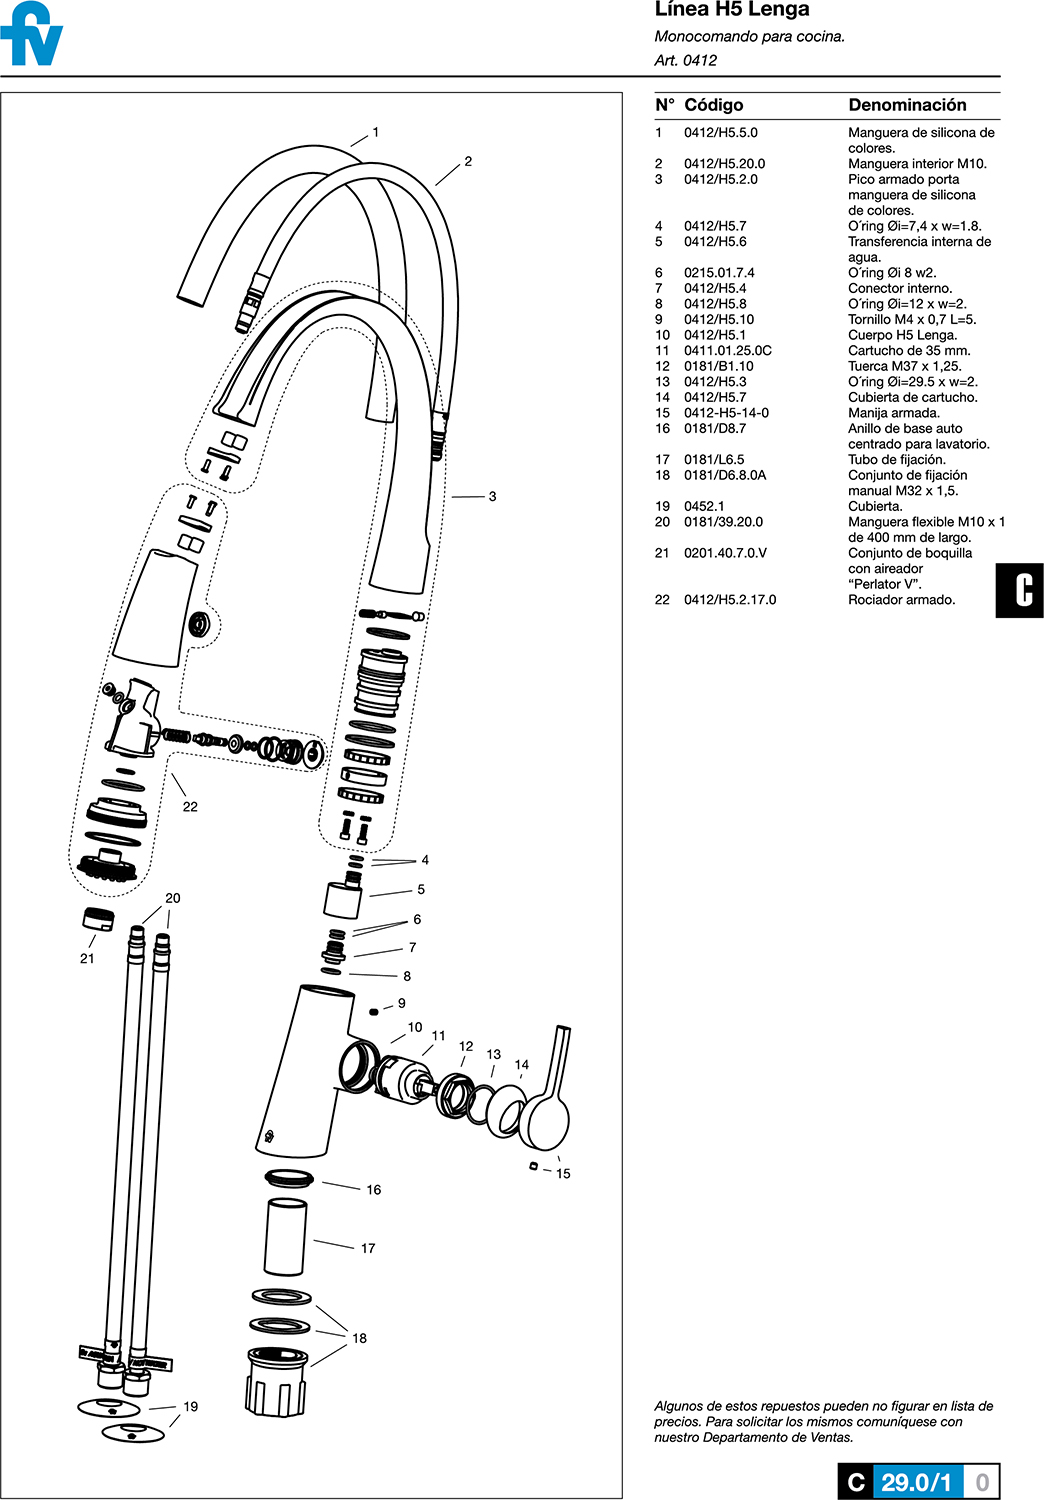 fv
Línea H5 Lenga
Monocomando para cocina.
Art. 0412
N° Código Denominación
1 0412/H5.5.0 Manguera de silicona de
colores.
2 0412/H5.20.0 Manguera interior M10.
3 0412/H5.2.0 Pico armado porta
manguera de silicona
de colores.
4 0412/H5.7 O´ring Øi=7,4 x w=1.8.
5 0412/H5.6 Transferencia interna de
agua.
6 0215.01.7.4 O´ring Øi 8 w2.
7 0412/H5.4 Conector interno.
8 0412/H5.8 O´ring Øi=12 x w=2.
9 0412/H5.10 Tornillo M4 x 0,7 L=5.
10 0412/H5.1 Cuerpo H5 Lenga.
11 0411.01.25.0C Cartucho de 35 mm.
12 0181/B1.10 Tuerca M37 x 1,25.
13 0412/H5.3 O´ring Øi=29.5 x w=2.
14 0412/H5.7 Cubierta de cartucho.
15 0412-H5-14-0 Manija armada.
16 0181/D8.7 Anillo de base auto
centrado para lavatorio.
17 0181/L6.5 Tubo de fijación.
18 0181/D6.8.0A Conjunto de fijación
manual M32 x 1,5.
19 0452.1 Cubierta.
20 0181/39.20.0 Manguera flexible M10 x 1
de 400 mm de largo.
21 0201.40.7.0.V Conjunto de boquilla
con aireador
“Perlator V”.
22 0412/H5.2.17.0 Rociador armado.
C
1
2
3
22
4
5
20
6
21
7
8
9
10
11
12
13
14
15
16
17
18
19
fv
Algunos de estos repuestos pueden no figurar en lista de
precios. Para solicitar los mismos comuníquese con
nuestro Departamento de Ventas.
C 29.0/1 0